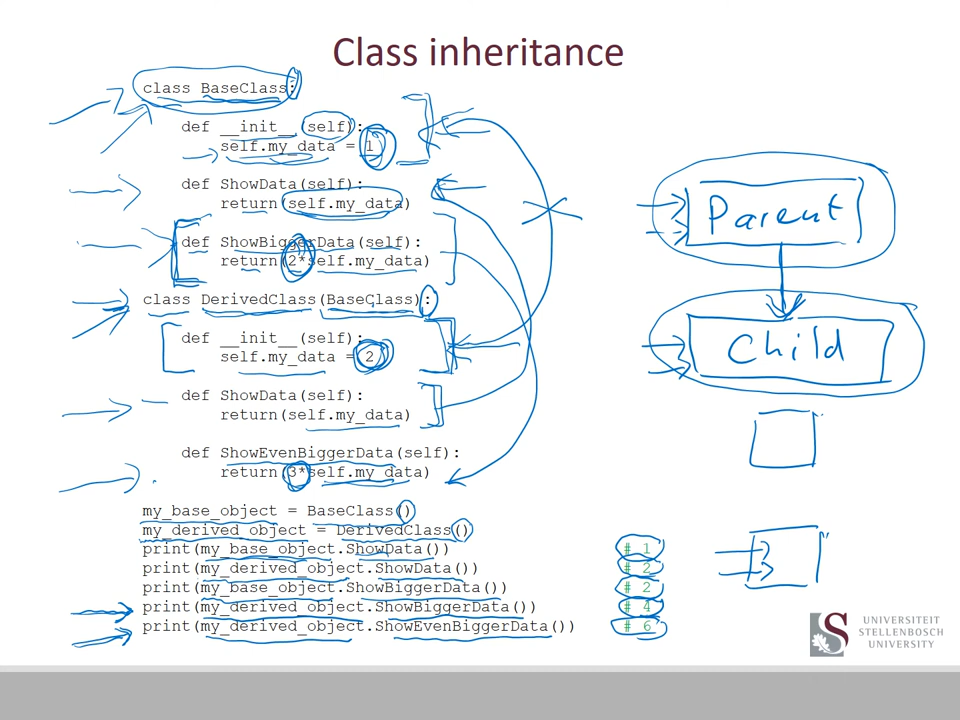 Class inheritance
class BaseClass:
def __init__(self):
self.my_data = 1
def ShowData(self):
return(self.my_data)
def ShowBiggerData(self):
return(2*self.my_data)
class DerivedClass(BaseClass):
def __init__(self):
self.my_data = 2
def ShowData(self):
return(self.my_data)
def ShowEvenBiggerData(self):
return(3*self.my_data)
my_base_object = BaseClass()
my_derived_object = DerivedClass()
print(my_base_object.ShowData()) # 1
print(my_derived_object.ShowData()) # 2
print(my_base_object.ShowBiggerData()) # 2
print(my_derived_object.ShowBiggerData()) # 4
print(my_derived_object.ShowEvenBiggerData()) # 6
Parent
Child
UNIVERSITEIT
STELLENBOSCH
UNIVERSITY